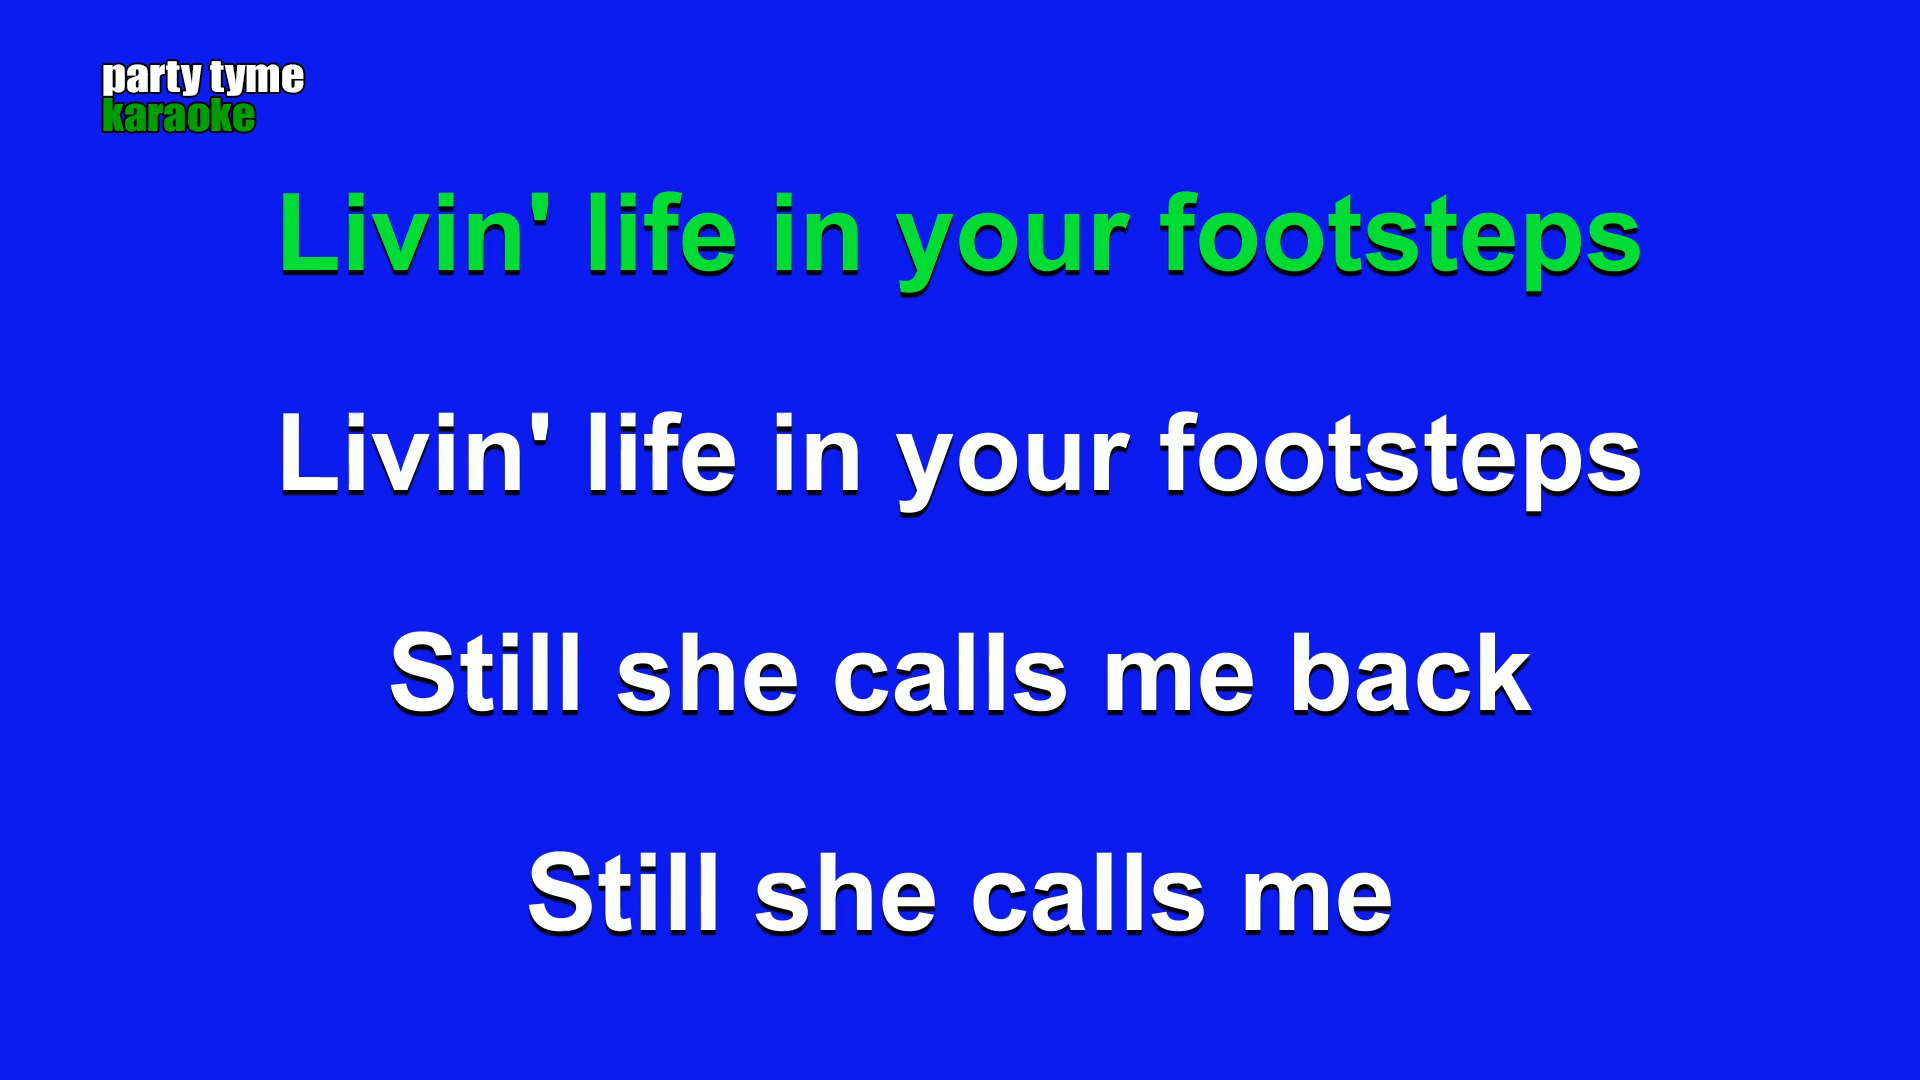 party tyme
karaoke
Livin' life in your footsteps
Livin' life in your footsteps
Still she calls me back
Still she calls me